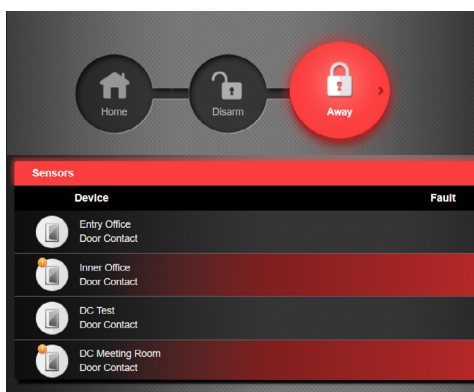 Home Disarm Away
Sensors
Device Fault
Entry Office
Door Contact
Inner Office
Door Contact
DC Test
Door Contact
DC Meeting Room
Door Contact